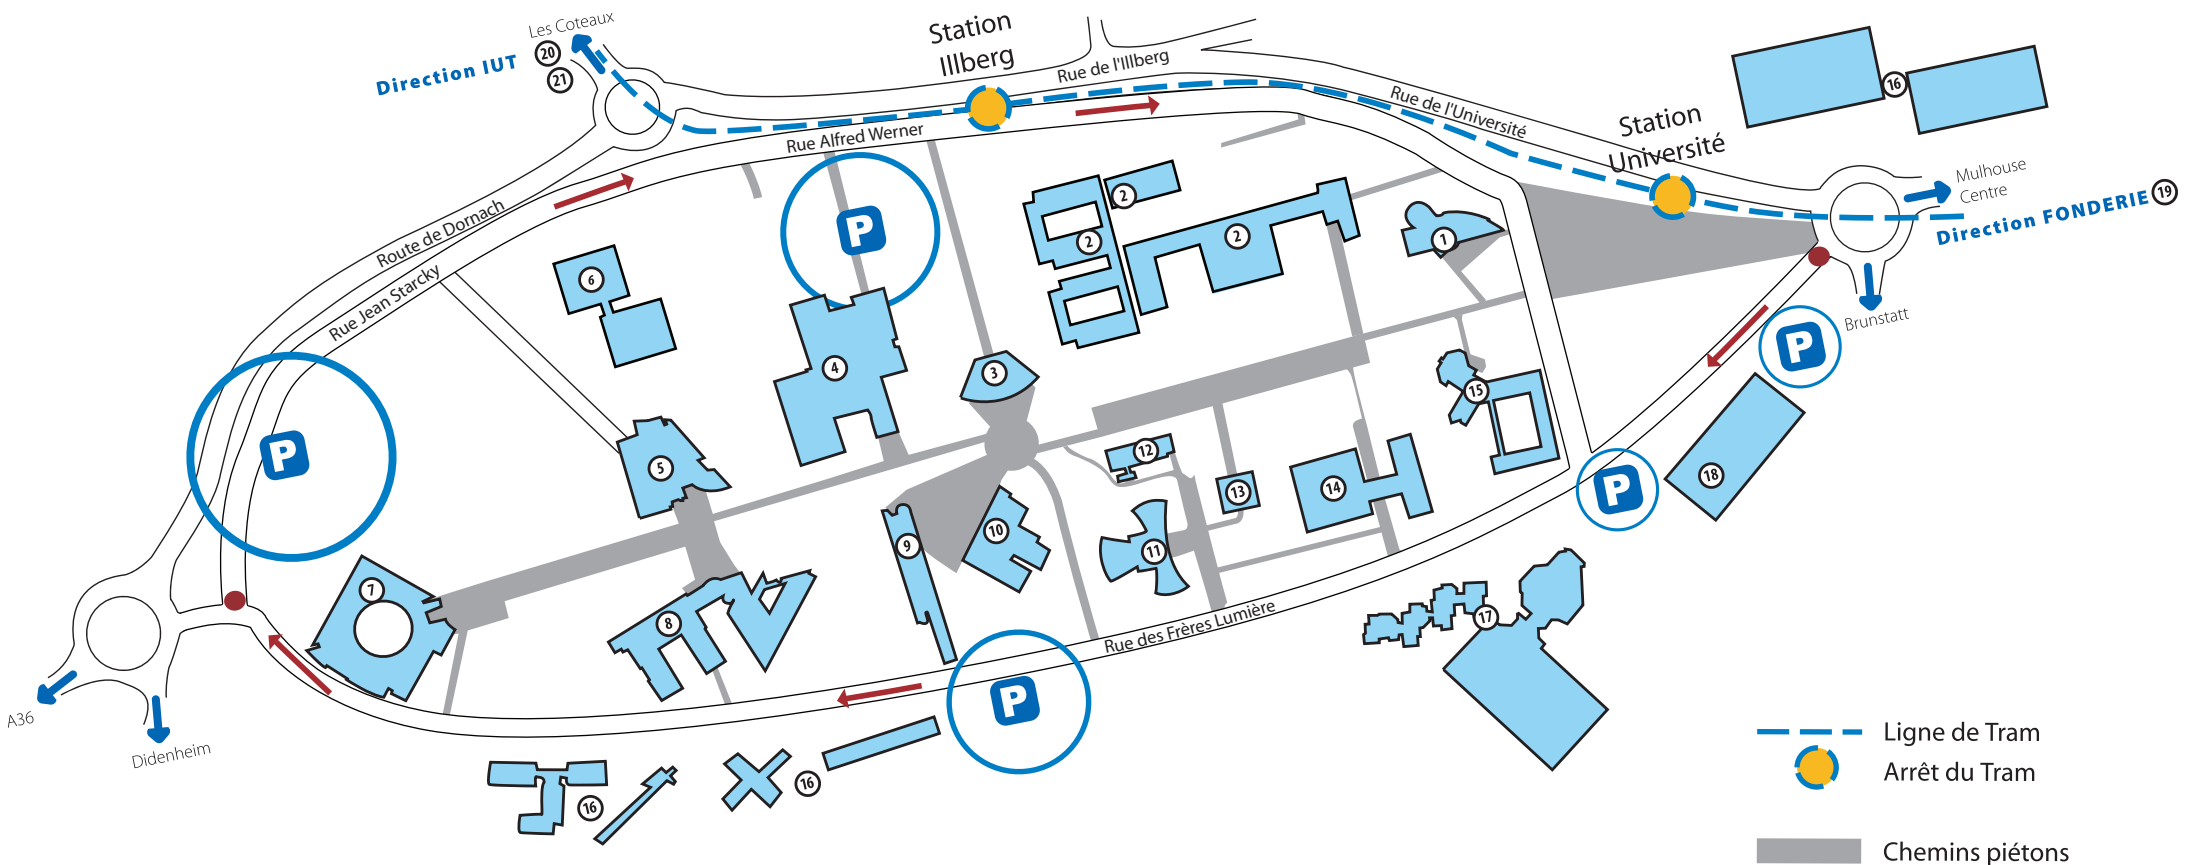 Les Coteaux
Direction IUT
20
21
Station
Illberg
Rue de l'Illberg
Rue Alfred Werner
Rue de l'Université
Station
Université
16
Mulhouse
Centre
Direction FONDERIE
19
Brunstatt
Route de Dornach
Rue Jean Starcky
P
P
P
P
P
1
2
2
2
3
4
5
6
7
8
9
10
11
12
13
14
15
18
17
Rue des Frères Lumière
A36
Didenheim
16
16
Ligne de Tram
Arrêt du Tram
Chemins piétons